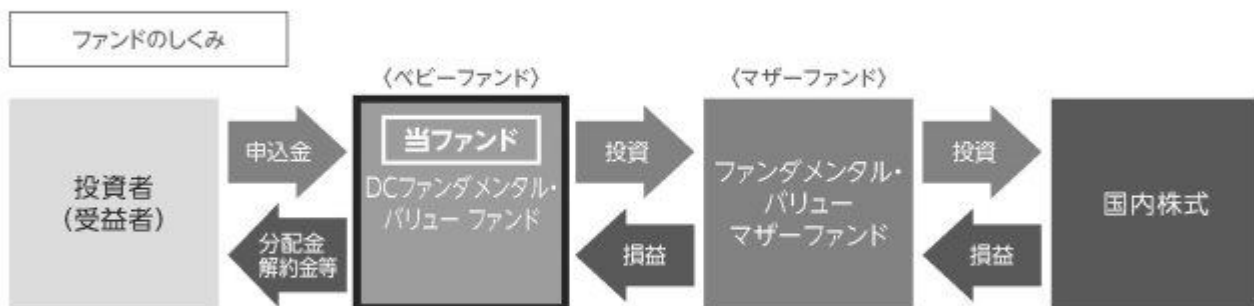 ファンドのしくみ
〈ベビーファンド〉
〈マザーファンド〉
投資者
(受益者)
申込金
分配金
解約金等
当ファンド
DCファンダメンタル・
バリュー ファンド
投資
損益
ファンダメンタル・
バリュー
マザーファンド
投資
損益
国内株式